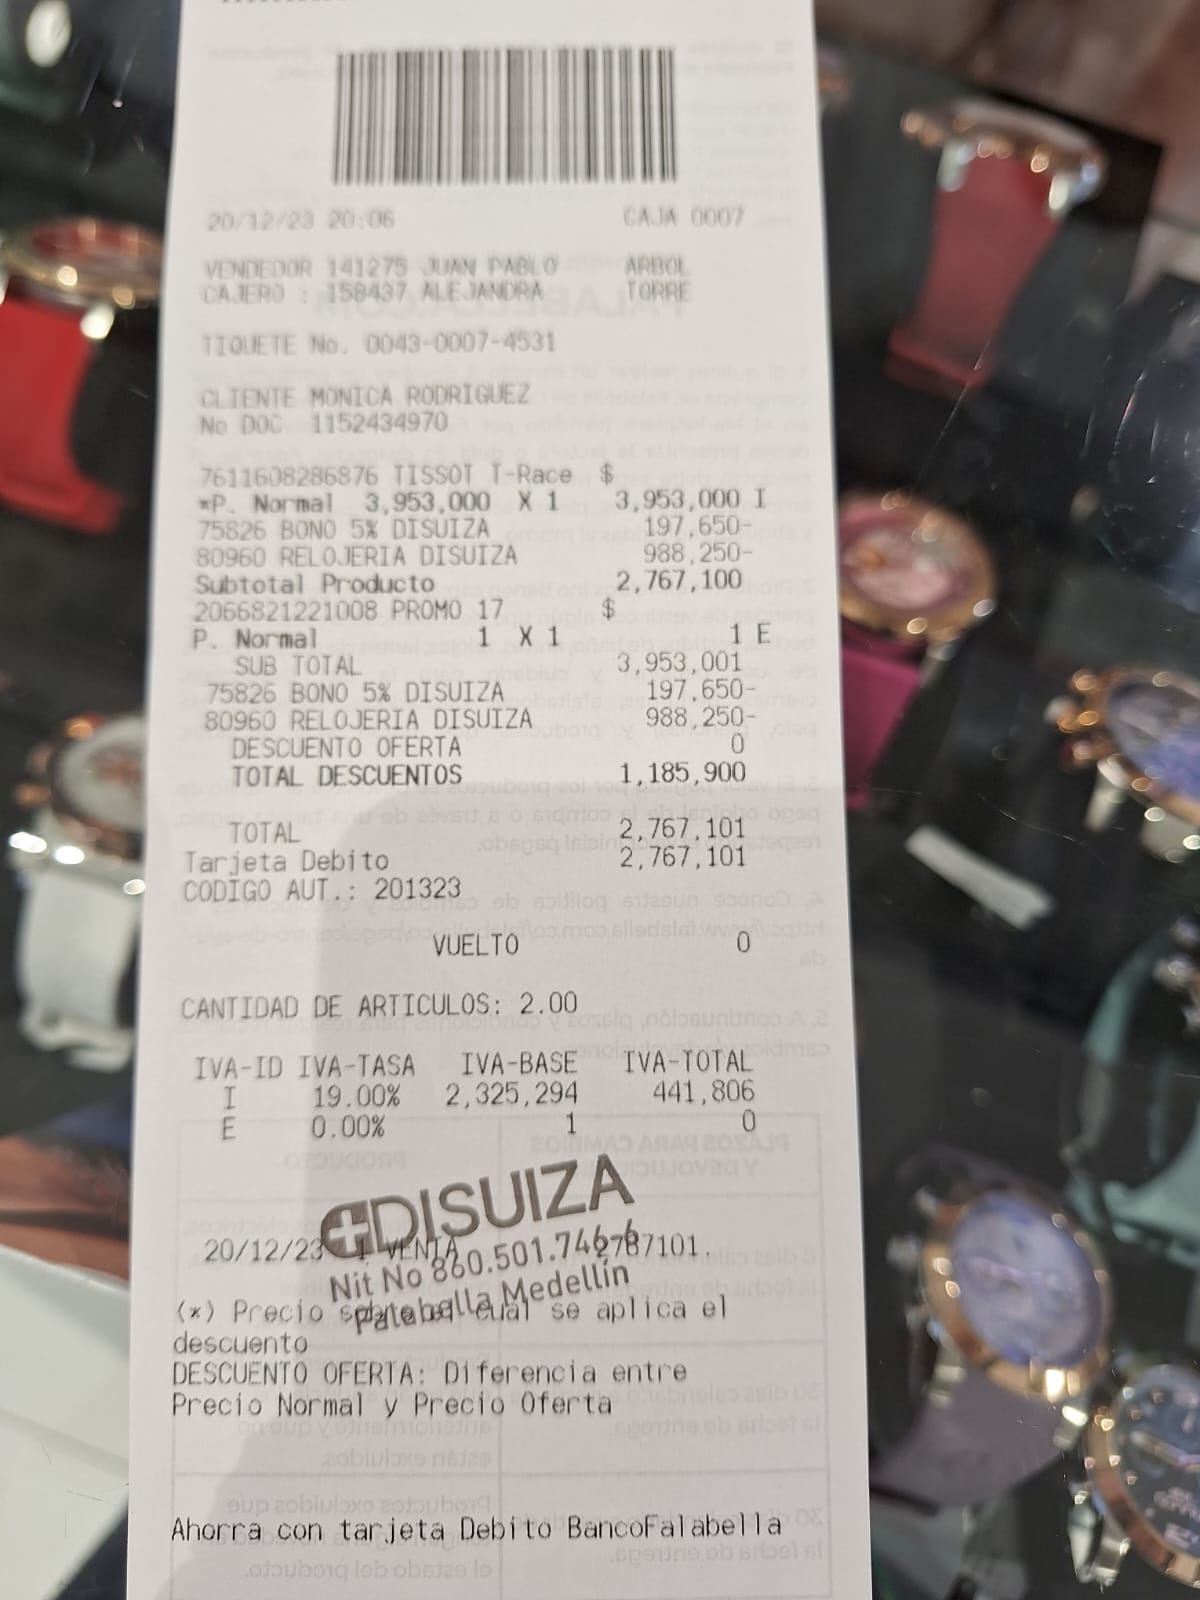 20/12/23 20:06 CAJA 0007
VENDEDOR 141275 JUAN PABLO ARBOL
CAJERO : 158437 ALEJANDRA TORRE
TIQUETE No. 0043-0007-4531
CLIENTE MONICA RODRIGUEZ
No DOC 1152434970
7611608286876 TISSOT T-Race $
*P. Normal 3,953,000 X 1 3,953,000 I
75826 BONO 5% DISUIZA 197,650-
80960 RELOJERIA DISUIZA 988,250-
Subtotal Producto 2,767,100
2066821221008 PROMO 17 $
P. Normal 1 X 1 1 E
SUB TOTAL 3,953,001
75826 BONO 5% DISUIZA 197,650-
80960 RELOJERIA DISUIZA 988,250-
DESCUENTO OFERTA 0
TOTAL DESCUENTOS 1,185,900
TOTAL 2,767,101
Tarjeta Debito 2,767,101
CODIGO AUT.: 201323
VUELTO 0
CANTIDAD DE ARTICULOS: 2.00
IVA-ID IVA-TASA IVA-BASE IVA-TOTAL
I 19.00% 2,325,294 441,806
E 0.00% 1 0
DISUIZA
20/12/23 1 VENTA
Nit No 860.501.746-6
Falabella Medellín
(*) Precio se aplica el
descuento
DESCUENTO OFERTA: Diferencia entre
Precio Normal y Precio Oferta
Ahorra con tarjeta Debito BancoFalabella